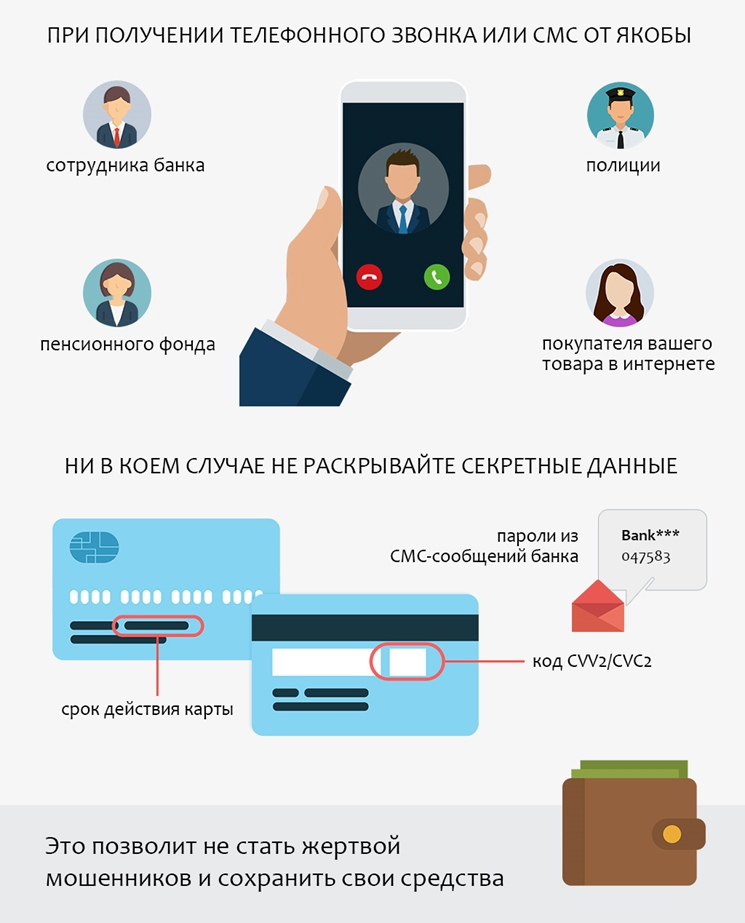 ПРИ ПОЛУЧЕНИИ ТЕЛЕФОННОГО ЗВОНКА ИЛИ СМС ОТ ЯКОБЫ
сотрудника банка
полиции
пенсионного фонда
покупателя вашего
товара в интернете
НИ В КОЕМ СЛУЧАЕ НЕ РАСКРЫВАЙТЕ СЕКРЕТНЫЕ ДАННЫЕ
пароли из
СМС-сообщений банка
Bank***
047583
код CVV2/CVC2
срок действия карты
Это позволит не стать жертвой
мошенников и сохранить свои средства